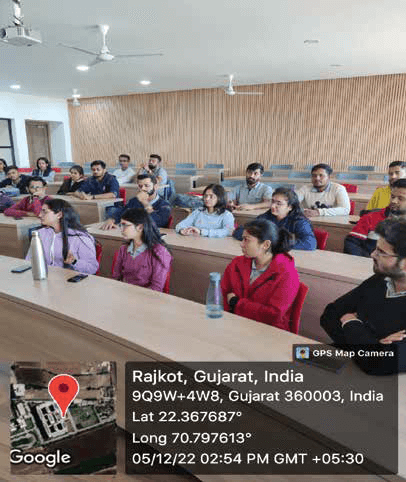 GPS Map Camera
Rajkot, Gujarat, India
9Q9W+4W8, Gujarat 360003, India
Lat 22.367687°
Long 70.797613°
05/12/22 02:54 PM GMT +05:30
Google